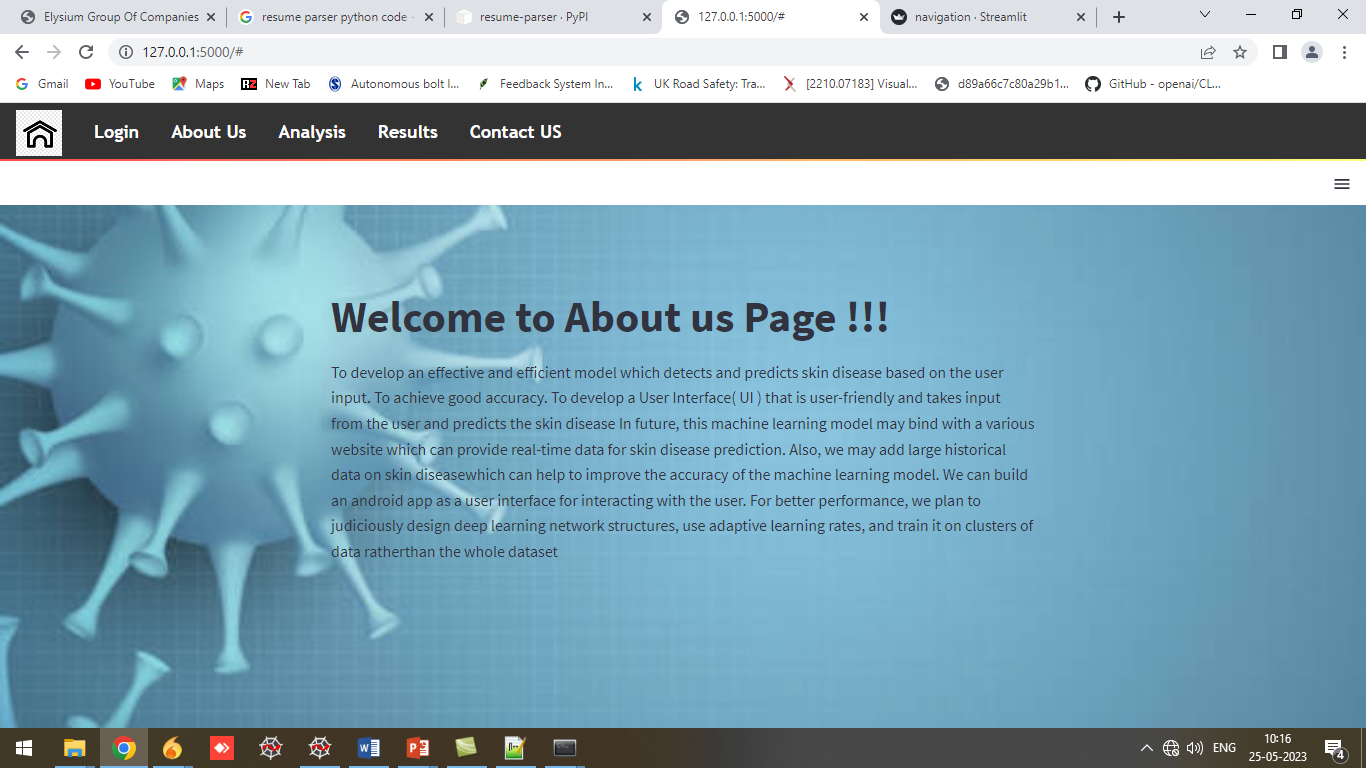 Elysium Group Of Companies
resume parser python code -
resume-parser · PyPI
127.0.0.1:5000/#
navigation · Streamlit
127.0.0.1:5000/#
Gmail
YouTube
Maps
RZ
New Tab
Autonomous bolt l...
Feedback System In...
UK Road Safety: Tra...
[2210.07183] Visual...
d89a66c7c80a29b1...
GitHub - openai/CL...
Login
About Us
Analysis
Results
Contact US
Welcome to About us Page !!!
To develop an effective and efficient model which detects and predicts skin disease based on the user
input. To achieve good accuracy. To develop a User Interface( UI ) that is user-friendly and takes input
from the user and predicts the skin disease In future, this machine learning model may bind with a various
website which can provide real-time data for skin disease prediction. Also, we may add large historical
data on skin diseasewhich can help to improve the accuracy of the machine learning model. We can build
an android app as a user interface for interacting with the user. For better performance, we plan to
judiciously design deep learning network structures, use adaptive learning rates, and train it on clusters of
data ratherthan the whole dataset
ENG
10:16
25-05-2023
4